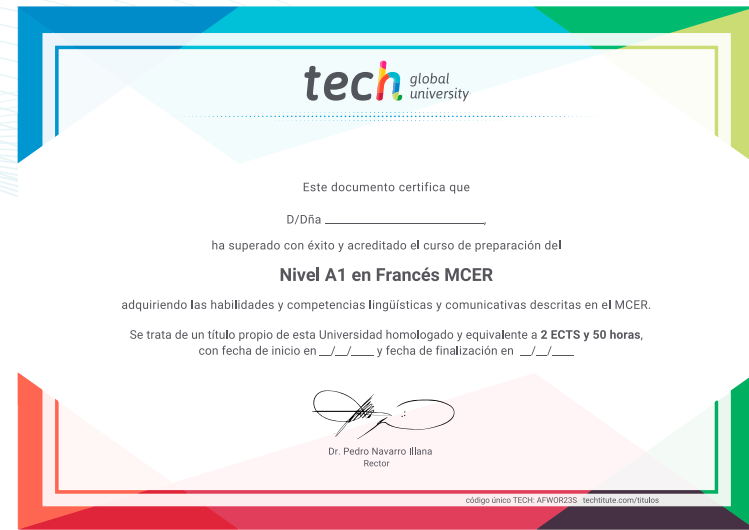 tech global
university
Este documento certifica que
D/Dña ________________________,
ha superado con éxito y acreditado el curso de preparación del
Nivel A1 en Francés MCER
adquiriendo las habilidades y competencias lingüísticas y comunicativas descritas en el MCER.
Se trata de un título propio de esta Universidad homologado y equivalente a 2 ECTS y 50 horas,
con fecha de inicio en __/__/____ y fecha de finalización en __/__/____
Dr. Pedro Navarro Illana
Rector
código único TECH: AFWOR23S techtitute.com/titulos